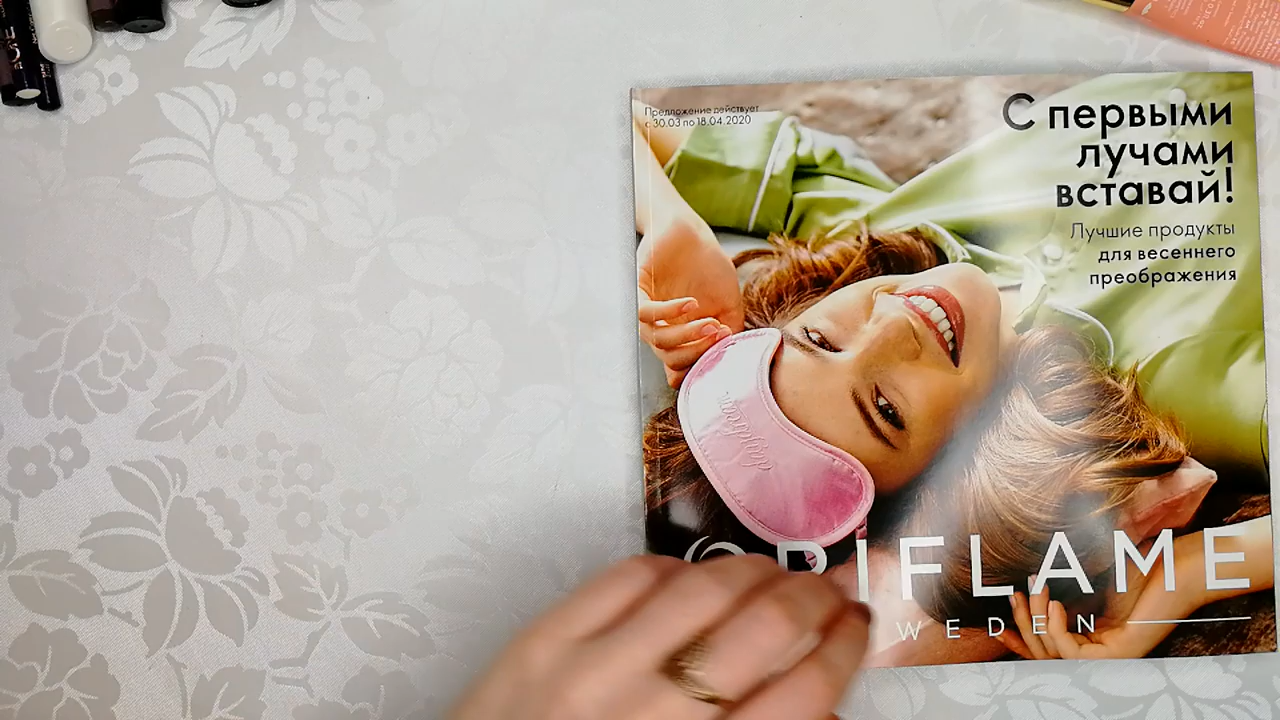 Предложение действует
с 30.03 по 18.04.2020
С первыми
лучами
вставай!
Лучшие продукты
для весеннего
преображения
ORIFLAME
WEDEN